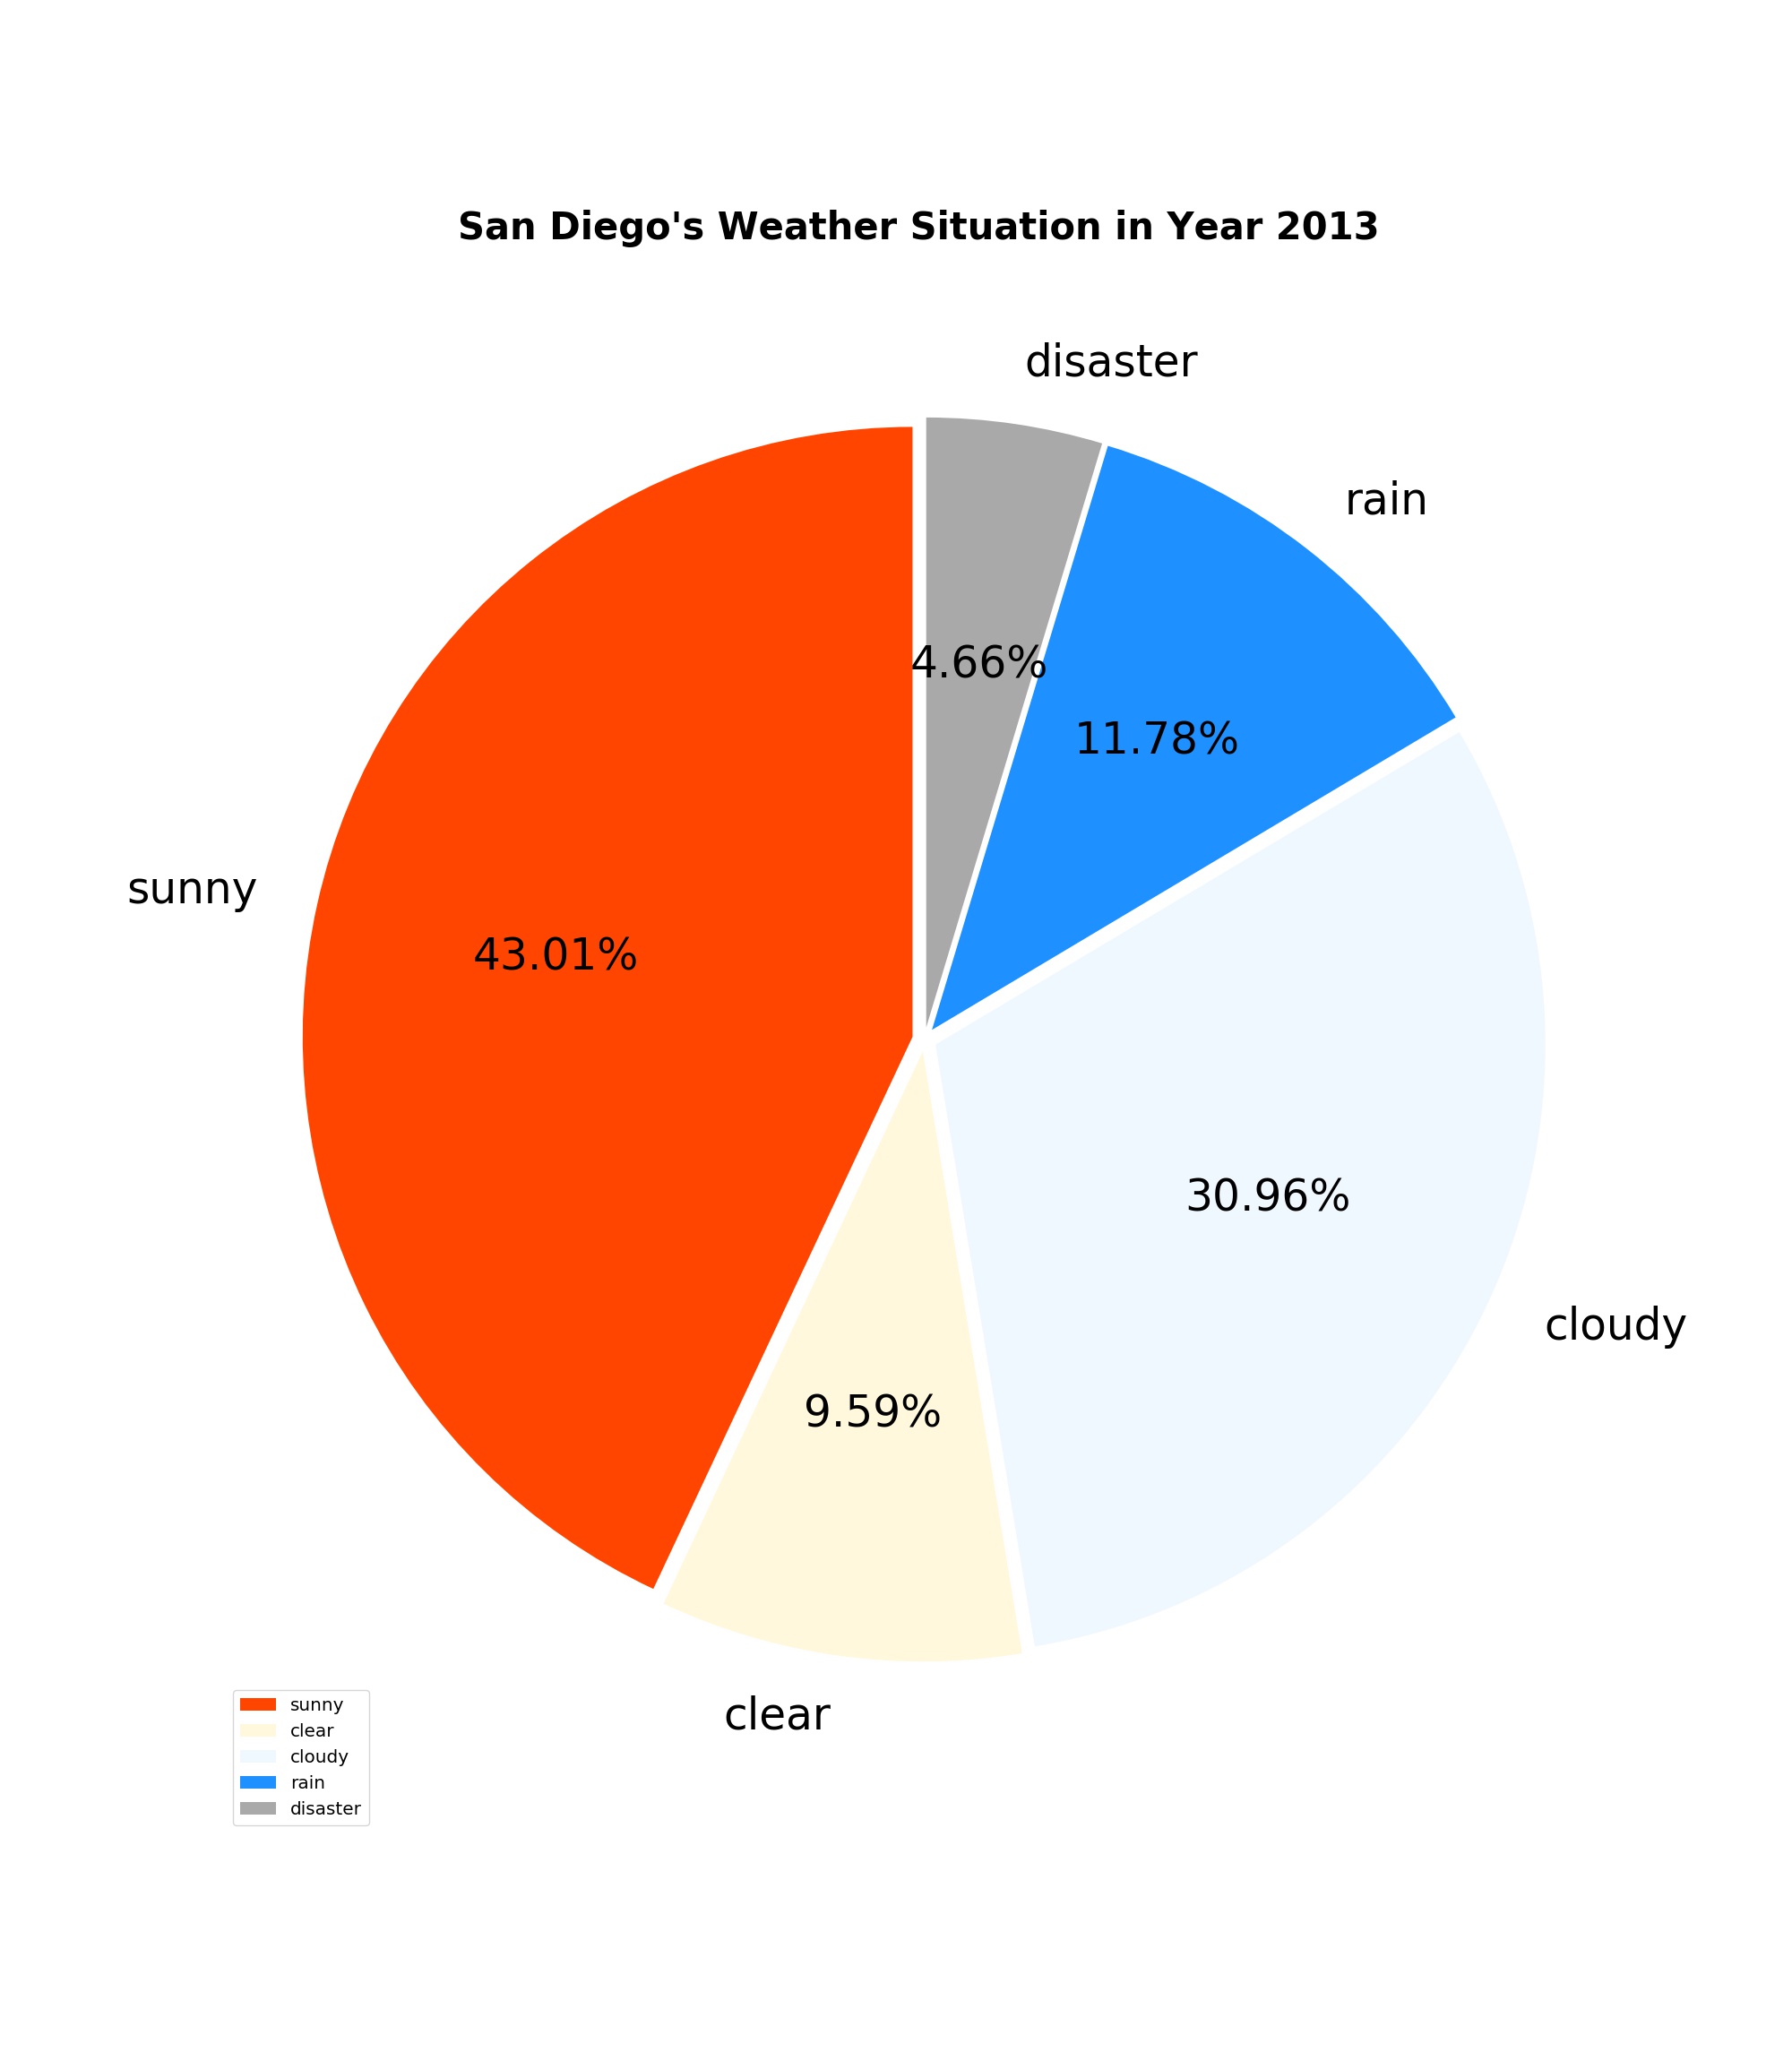 San Diego's Weather Situation in Year 2013
disaster
rain
4.66%
11.78%
sunny
43.01%
30.96%
cloudy
9.59%
clear
sunny
clear
cloudy
rain
disaster